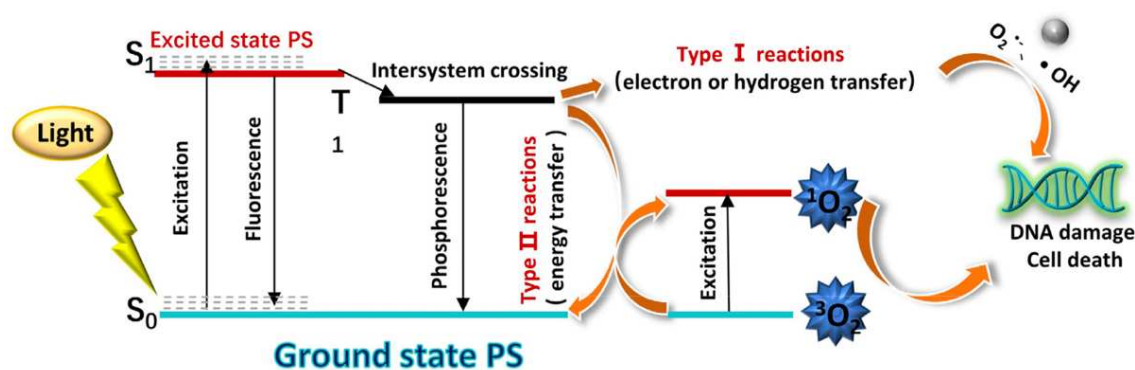 Excited state PS
S1
Light
Excitation
Fluorescence
S0
Ground state PS
Intersystem crossing
T
1
Phosphorescence
Type II reactions
( energy transfer )
Type I reactions
(electron or hydrogen transfer)
Excitation
¹O₂
³O₂
O₂·⁻
• OH
DNA damage
Cell death